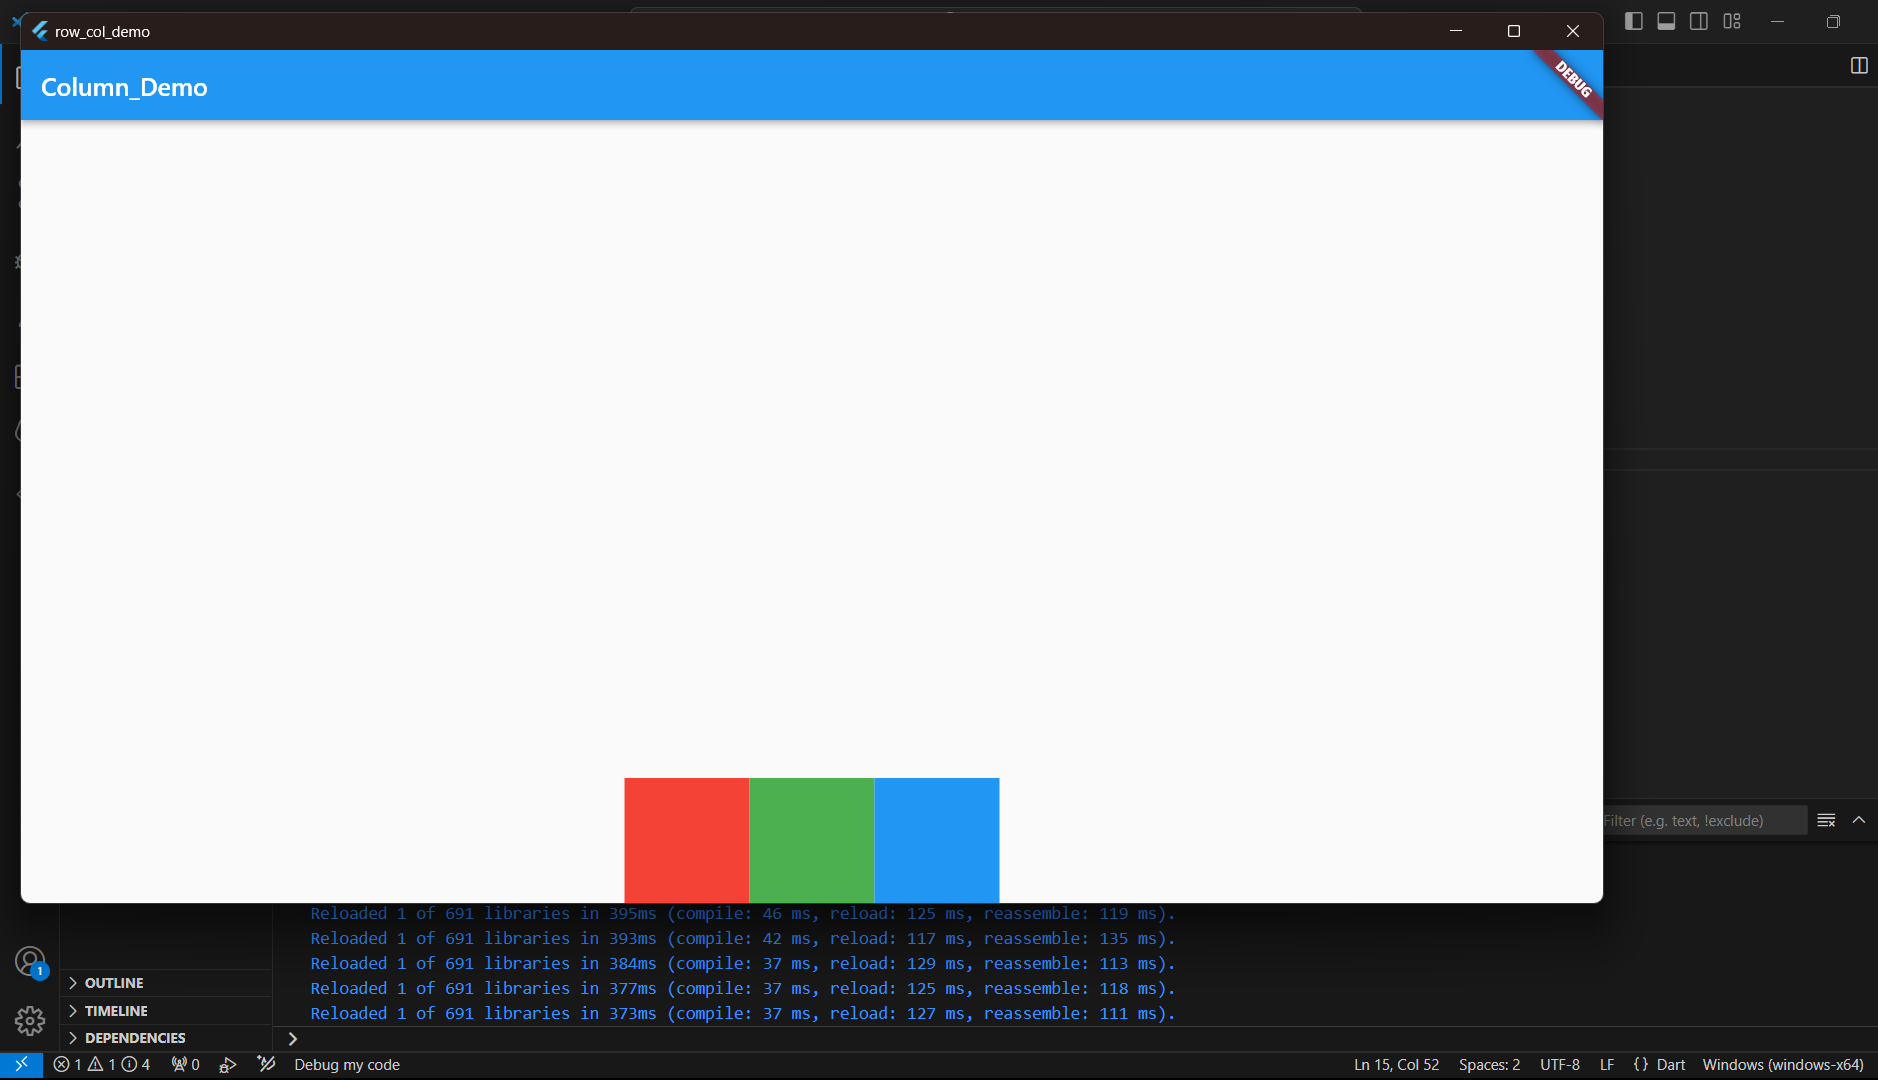 row_col_demo
Column_Demo
DEBUG
Filter (e.g. text, !exclude)
Reloaded 1 of 691 libraries in 395ms (compile: 46 ms, reload: 125 ms, reassemble: 119 ms).
Reloaded 1 of 691 libraries in 393ms (compile: 42 ms, reload: 117 ms, reassemble: 135 ms).
Reloaded 1 of 691 libraries in 384ms (compile: 37 ms, reload: 129 ms, reassemble: 113 ms).
Reloaded 1 of 691 libraries in 377ms (compile: 37 ms, reload: 125 ms, reassemble: 118 ms).
Reloaded 1 of 691 libraries in 373ms (compile: 37 ms, reload: 127 ms, reassemble: 111 ms).
1
OUTLINE
TIMELINE
DEPENDENCIES
1 1 4 0 Debug my code Ln 15, Col 52 Spaces: 2 UTF-8 LF {} Dart Windows (windows-x64)